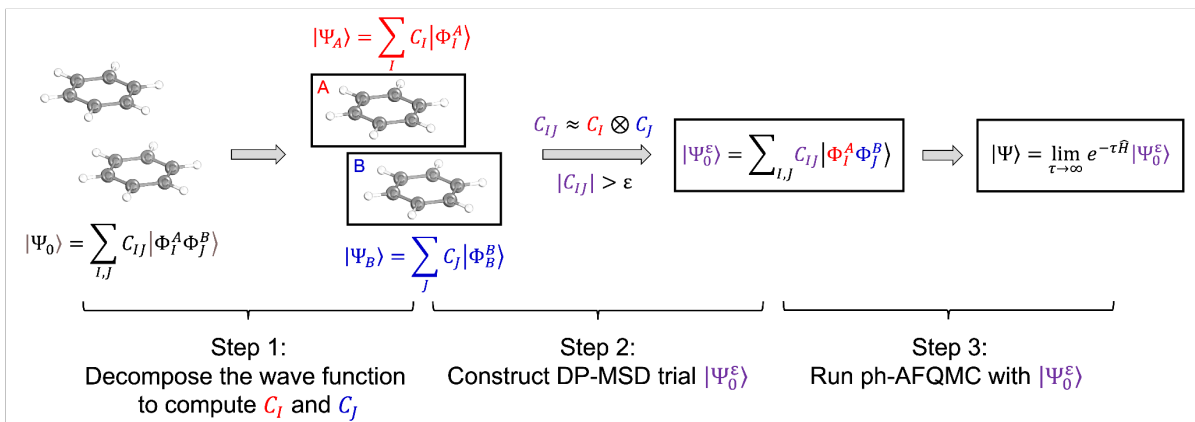 |Ψ_A⟩ = ∑_I C_I|Φ_I^A⟩
A
B
|Ψ_0⟩ = ∑_{I,J} C_{IJ}|Φ_I^A Φ_J^B⟩
|Ψ_B⟩ = ∑_J C_J|Φ_B^B⟩
C_{IJ} ≈ C_I ⊗ C_J
|C_{IJ}| > ε
|Ψ_0^ε⟩ = ∑_{I,J} C_{IJ}|Φ_I^A Φ_J^B⟩
|Ψ⟩ = lim_{τ→∞} e^{-τĤ}|Ψ_0^ε⟩
Step 1:
Decompose the wave function
to compute C_I and C_J
Step 2:
Construct DP-MSD trial |Ψ_0^ε⟩
Step 3:
Run ph-AFQMC with |Ψ_0^ε⟩